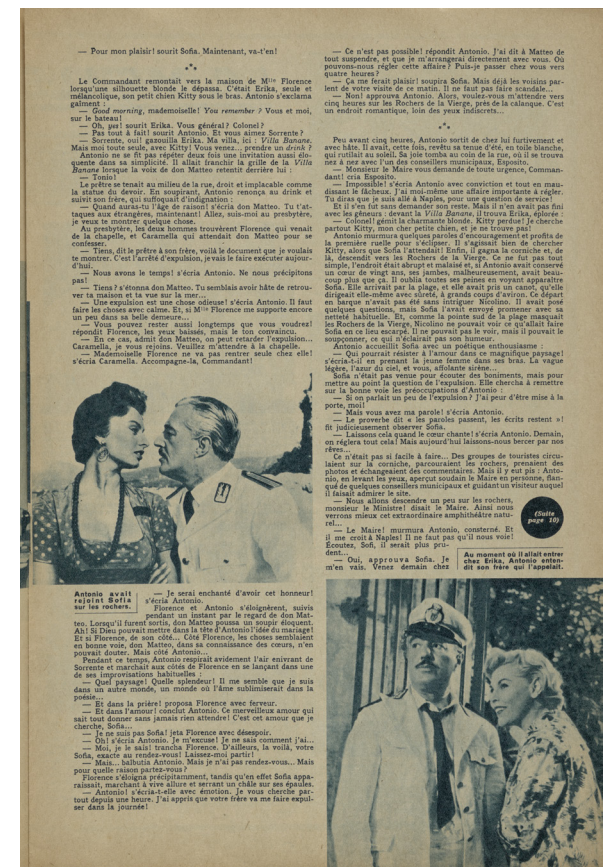 — Pour mon plaisir! sourit Sofia. Maintenant, va-t'en!
Le Commandant remontait vers la maison de Mlle Florence
lorsqu'une silhouette blonde le dépassa. C'était Erika, seule et
mélancolique, son petit chien Kitty sous le bras. Antonio s'exclama
gaîment :
— Good morning, mademoiselle! You remember ? Vous et moi,
sur le bateau!
— Oh, yes! sourit Erika. Vous général ? Colonel ?
— Pas tout à fait! sourit Antonio. Et vous aimez Sorrente ?
— Sorrente, oui! gazouilla Erika. Ma villa, ici : Villa Banane.
Mais moi toute seule, avec Kitty! Vous venez... prendre un drink ?
Antonio ne se fit pas répéter deux fois une invitation aussi élo-
quente dans sa simplicité. Il allait franchir la grille de la Villa
Banane lorsque la voix de don Matteo retentit derrière lui :
— Tonio!
Le prêtre se tenait au milieu de la rue, droit et implacable comme
la statue du devoir. En soupirant, Antonio renonça au drink et
suivit son frère, qui suffoquait d'indignation :
— Quand auras-tu l'âge de raison! s'écria don Matteo. Tu t'at-
taques aux étrangères, maintenant! Allez, suis-moi au presbytère,
je veux te montrer quelque chose.
Au presbytère, les deux hommes trouvèrent Florence qui venait
de la chapelle, et Caramella qui attendait don Matteo pour se
confesser.
— Tiens, dit le prêtre à son frère, voilà le document que je voulais
te montrer. C'est l'arrêté d'expulsion, je vais le faire exécuter aujour-
d'hui.
— Nous avons le temps! s'écria Antonio. Ne nous précipitons
pas!
— Tiens ? s'étonna don Matteo. Tu semblais avoir hâte de retrou-
ver ta maison et ta vue sur la mer...
— Une expulsion est une chose odieuse! s'écria Antonio. Il faut
faire les choses avec calme. Et, si Mlle Florence me supporte encore
un peu dans sa belle demeure...
— Vous pouvez rester aussi longtemps que vous voudrez!
répondit Florence, les yeux baissés, mais le ton convaincu.
— En ce cas, admit don Matteo, on peut retarder l'expulsion...
Caramella, je vous rejoins. Veuillez m'attendre à la chapelle.
— Mademoiselle Florence ne va pas rentrer seule chez elle!
s'écria Caramella. Accompagne-la, Commandant!
Antonio avait
rejoint Sofia
sur les rochers.
— Je serai enchanté d'avoir cet honneur!
s'écria Antonio.
Florence et Antonio s'éloignèrent, suivis
pendant un instant par le regard de don Mat-
teo. Lorsqu'il furent sortis, don Matteo poussa un soupir éloquent.
Ah! Si Dieu pouvait mettre dans la tête d'Antonio l'idée du mariage!
Et si Florence, de son côté... Côté Florence, les choses semblaient
en bonne voie, don Matteo, dans sa connaissance des cœurs, n'en
pouvait douter. Mais côté Antonio...
Pendant ce temps, Antonio respirait avidement l'air enivrant de
Sorrente et marchait aux côtés de Florence en se lançant dans une
de ses improvisations habituelles :
— Quel paysage! Quelle splendeur! Il me semble que je suis
dans un autre monde, un monde où l'âme sublimiserait dans la
poésie...
— Et dans la prière! proposa Florence avec ferveur.
— Et dans l'amour! conclut Antonio. Ce merveilleux amour qui
sait tout donner sans jamais rien attendre! C'est cet amour que je
cherche, Sofia...
— Je ne suis pas Sofia! jeta Florence avec désespoir.
— Oh! s'écria Antonio. Je m'excuse! Je ne sais comment j'ai...
— Moi, je le sais! trancha Florence. D'ailleurs, la voilà, votre
Sofia, exacte au rendez-vous! Laissez-moi partir!
— Mais... balbutia Antonio. Mais je n'ai pas rendez-vous... Mais
pour quelle raison partez-vous ?
Florence s'éloigna précipitamment, tandis qu'en effet Sofia appa-
raissait, marchant à vive allure et serrant un châle sur ses épaules.
— Antonio! s'écria-t-elle avec émotion. Je vous cherche par-
tout depuis une heure. J'ai appris que votre frère va me faire expul-
ser dans la journée!
— Ce n'est pas possible! répondit Antonio. J'ai dit à Matteo de
tout suspendre, et que je m'arrangerai directement avec vous. Où
pouvons-nous régler cette affaire ? Puis-je passer chez vous vers
quatre heures ?
— Ça me ferait plaisir! soupira Sofia. Mais déjà les voisins par-
lent de votre visite de ce matin. Il ne faut pas faire scandale...
— Non! approuva Antonio. Alors, voulez-vous m'attendre vers
cinq heures sur les Rochers de la Vierge, près de la calanque. C'est
un endroit romantique, loin des yeux indiscrets...
Peu avant cinq heures, Antonio sortit de chez lui furtivement et
avec hâte. Il avait, cette fois, revêtu sa tenue d'été, en toile blanche,
qui rutilait au soleil. Sa joie tomba au coin de la rue, où il se trouva
nez à nez avec l'un des conseillers municipaux, Esposito.
— Monsieur le Maire vous demande de toute urgence, Comman-
dant! cria Esposito.
— Impossible! s'écria Antonio avec conviction et tout en mau-
dissant le fâcheux. J'ai moi-même une affaire importante à régler.
Tu diras que je suis allé à Naples, pour une question de service!
Et il s'en fut sans demander son reste. Mais il n'en avait pas fini
avec les gêneurs : devant la Villa Banane, il trouva Erika, éplorée :
— Colonel! gémit la charmante blonde. Kitty perdue! Je cherche
partout Kitty, mon cher petite chien, et je ne trouve pas!
Antonio murmura quelques paroles d'encouragement et profita de
la première ruelle pour s'éclipser. Il s'agissait bien de chercher
Kitty, alors que Sofia l'attendait! Enfin, il gagna la corniche et, de
là, descendit vers les Rochers de la Vierge. Ce ne fut pas tout
simple, l'endroit était abrupt et malaisé et, si Antonio avait conservé
un cœur de vingt ans, ses jambes, malheureusement, avait beau-
coup plus que ça. Il oublia toutes ses peines en voyant apparaître
Sofia. Elle arrivait par la plage, et elle avait pris un canot, qu'elle
dirigeait elle-même avec sûreté, à grands coups d'aviron. Ce départ
en barque n'avait pas été sans intriguer Nicolino. Il avait posé
quelques questions, mais Sofia l'avait envoyé promener avec sa
netteté habituelle. Et, comme la pointe sud de la plage masquait
les Rochers de la Vierge, Nicolino ne pouvait voir ce qu'allait faire
Sofia en ce lieu escarpé. Il ne pouvait pas le voir, mais il pouvait le
soupçonner, ce qui n'éclaircit pas son humeur.
Antonio accueillit Sofia avec un poétique enthousiasme :
— Qui pourrait résister à l'amour dans ce magnifique paysage!
s'écria-t-il en prenant la jeune femme dans ses bras. La vague
légère, l'azur du ciel, et vous, affolante sirène...
Sofia n'était pas venue pour écouter des boniments, mais pour
mettre au point la question de l'expulsion. Elle chercha à remettre
sur la bonne voie les préoccupations d'Antonio :
— Si on parlait un peu de l'expulsion ? J'ai peur d'être mise à la
porte, moi!
— Mais vous avez ma parole! s'écria Antonio.
— Le proverbe dit « les paroles passent, les écrits restent »!
fit judicieusement observer Sofia.
— Laissons cela quand le cœur chante! s'écria Antonio. Demain,
on réglera tout cela! Mais aujourd'hui laissons-nous bercer par nos
rêves...
Ce n'était pas si facile à faire... Des groupes de touristes circu-
laient sur la corniche, parcouraient les rochers, prenaient des
photos et échangeaient des commentaires. Mais il y eut pis : Anto-
nio, en levant les yeux, aperçut soudain le Maire en personne, flan-
qué de quelques conseillers municipaux et guidant un visiteur auquel
il faisait admirer le site.
— Nous allons descendre un peu sur les rochers,
monsieur le Ministre! disait le Maire. Ainsi nous
verrons mieux cet extraordinaire amphithéâtre natu-
rel...
— Le Maire! murmura Antonio, consterné. Et
il me croit à Naples! Il ne faut pas qu'il nous voie!
Écoutez, Sofi, il serait plus pru-
dent...
— Oui, approuva Sofia. Je
m'en vais. Venez demain chez
(Suite
page 10)
Au moment où il allait entrer
chez Erika, Antonio enten-
dit son frère qui l'appelait.